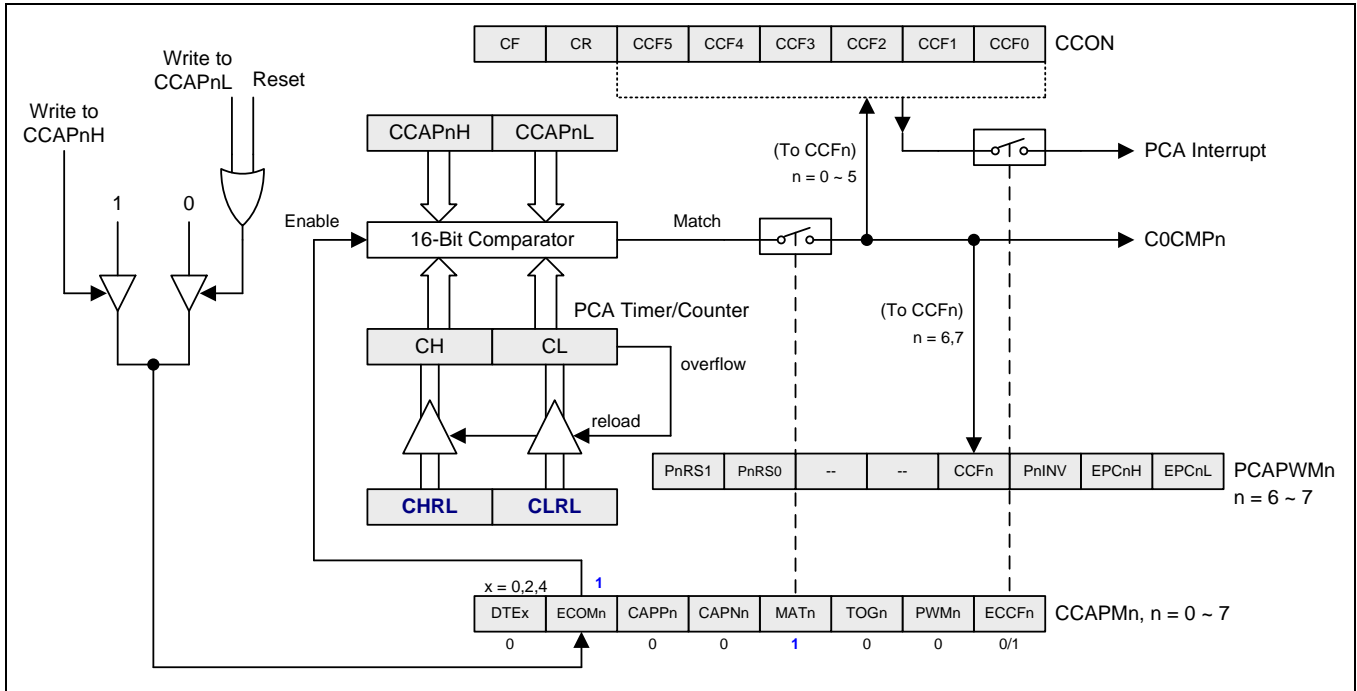 CF CR CCF5 CCF4 CCF3 CCF2 CCF1 CCF0 CCON
Write to
CCAPnL
Reset
Write to
CCAPnH
CCAPnH CCAPnL
(To CCFn)
n = 0 ~ 5
PCA Interrupt
1 0
Enable
16-Bit Comparator
Match
C0CMPn
PCA Timer/Counter
(To CCFn)
n = 6,7
CH CL
overflow
reload
PnRS1 PnRS0 -- -- CCFn PnINV EPCnH EPCnL PCAPWMn
n = 6 ~ 7
CHRL CLRL
x = 0,2,4 1
DTEx ECOMn CAPPn CAPNn MATn TOGn PWMn ECCFn CCAPMn, n = 0 ~ 7
0 0 0 1 0 0 0/1